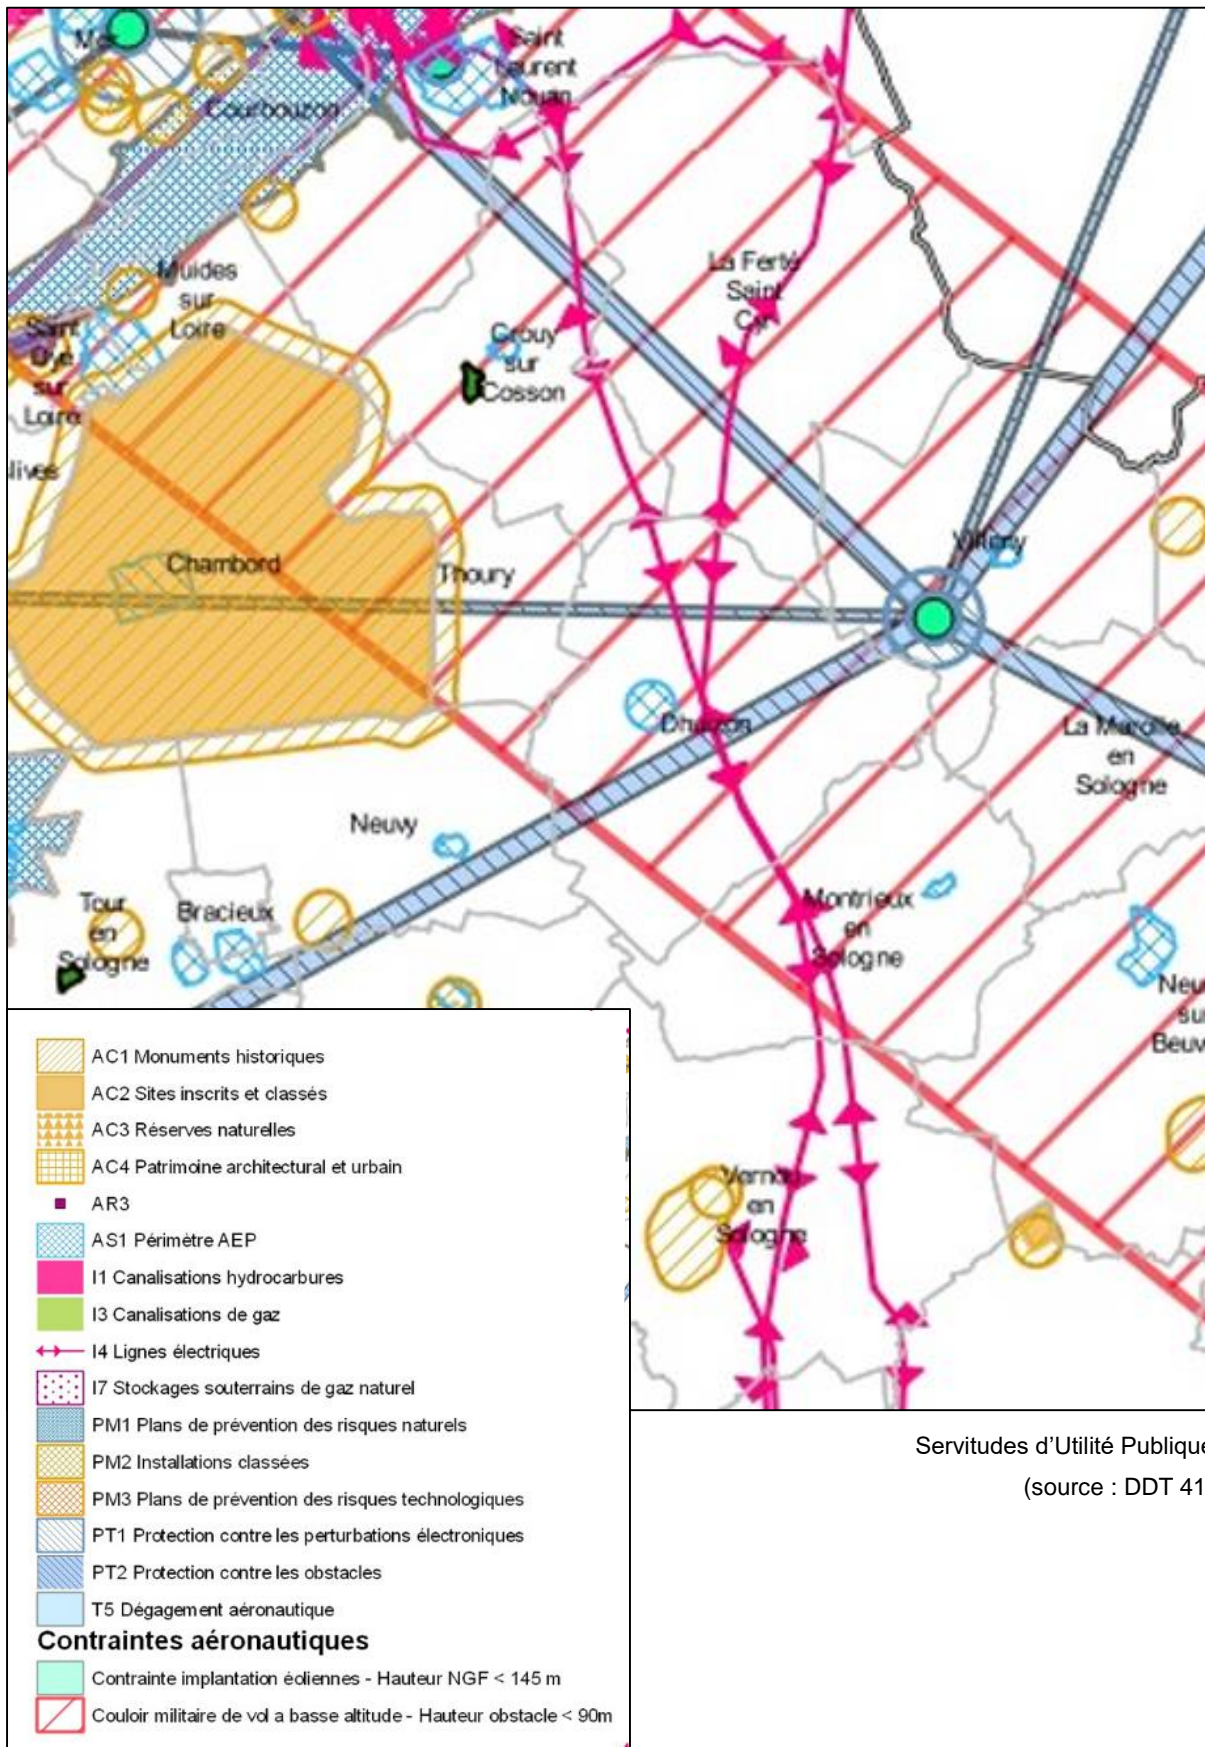 Mer
Saint
Laurent
Nouan
Courbouzon
Muides
sur
Loire
La Ferté
Saint
Cyr
Saint
Dye
sur
Loire
Crouy
sur
Cosson
Chambord
Thoury
Villeny
Dhuizon
La Marolle
en
Sologne
Neuvy
Tour
en
Sologne
Bracieux
Montrieux
en
Sologne
Neu
su
Beuv
Vernou
en
Sologne
AC1 Monuments historiques
AC2 Sites inscrits et classés
AC3 Réserves naturelles
AC4 Patrimoine architectural et urbain
AR3
AS1 Périmètre AEP
I1 Canalisations hydrocarbures
I3 Canalisations de gaz
I4 Lignes électriques
I7 Stockages souterrains de gaz naturel
PM1 Plans de prévention des risques naturels
PM2 Installations classées
PM3 Plans de prévention des risques technologiques
PT1 Protection contre les perturbations électroniques
PT2 Protection contre les obstacles
T5 Dégagement aéronautique
Contraintes aéronautiques
Contrainte implantation éoliennes - Hauteur NGF < 145 m
Couloir militaire de vol a basse altitude - Hauteur obstacle < 90m
Servitudes d'Utilité Publique
(source : DDT 41